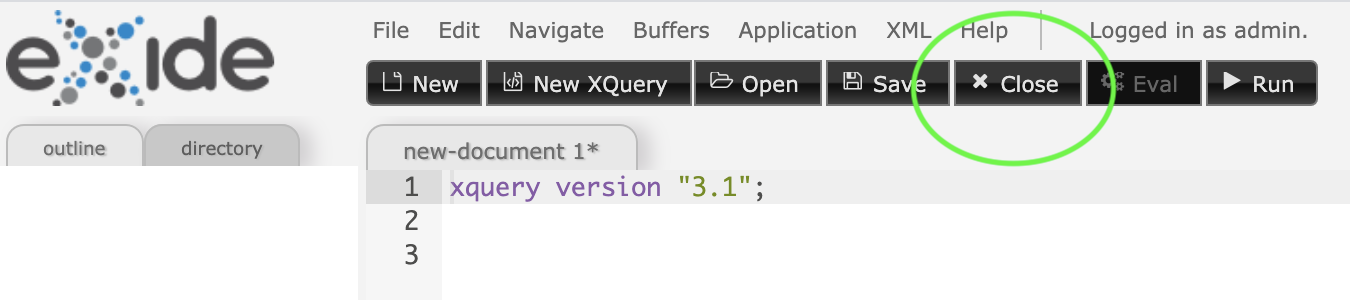 eXide
File Edit Navigate Buffers Application XML Help Logged in as admin.
New New XQuery Open Save Close Eval Run
outline directory
new-document 1*
1 xquery version "3.1";
2
3